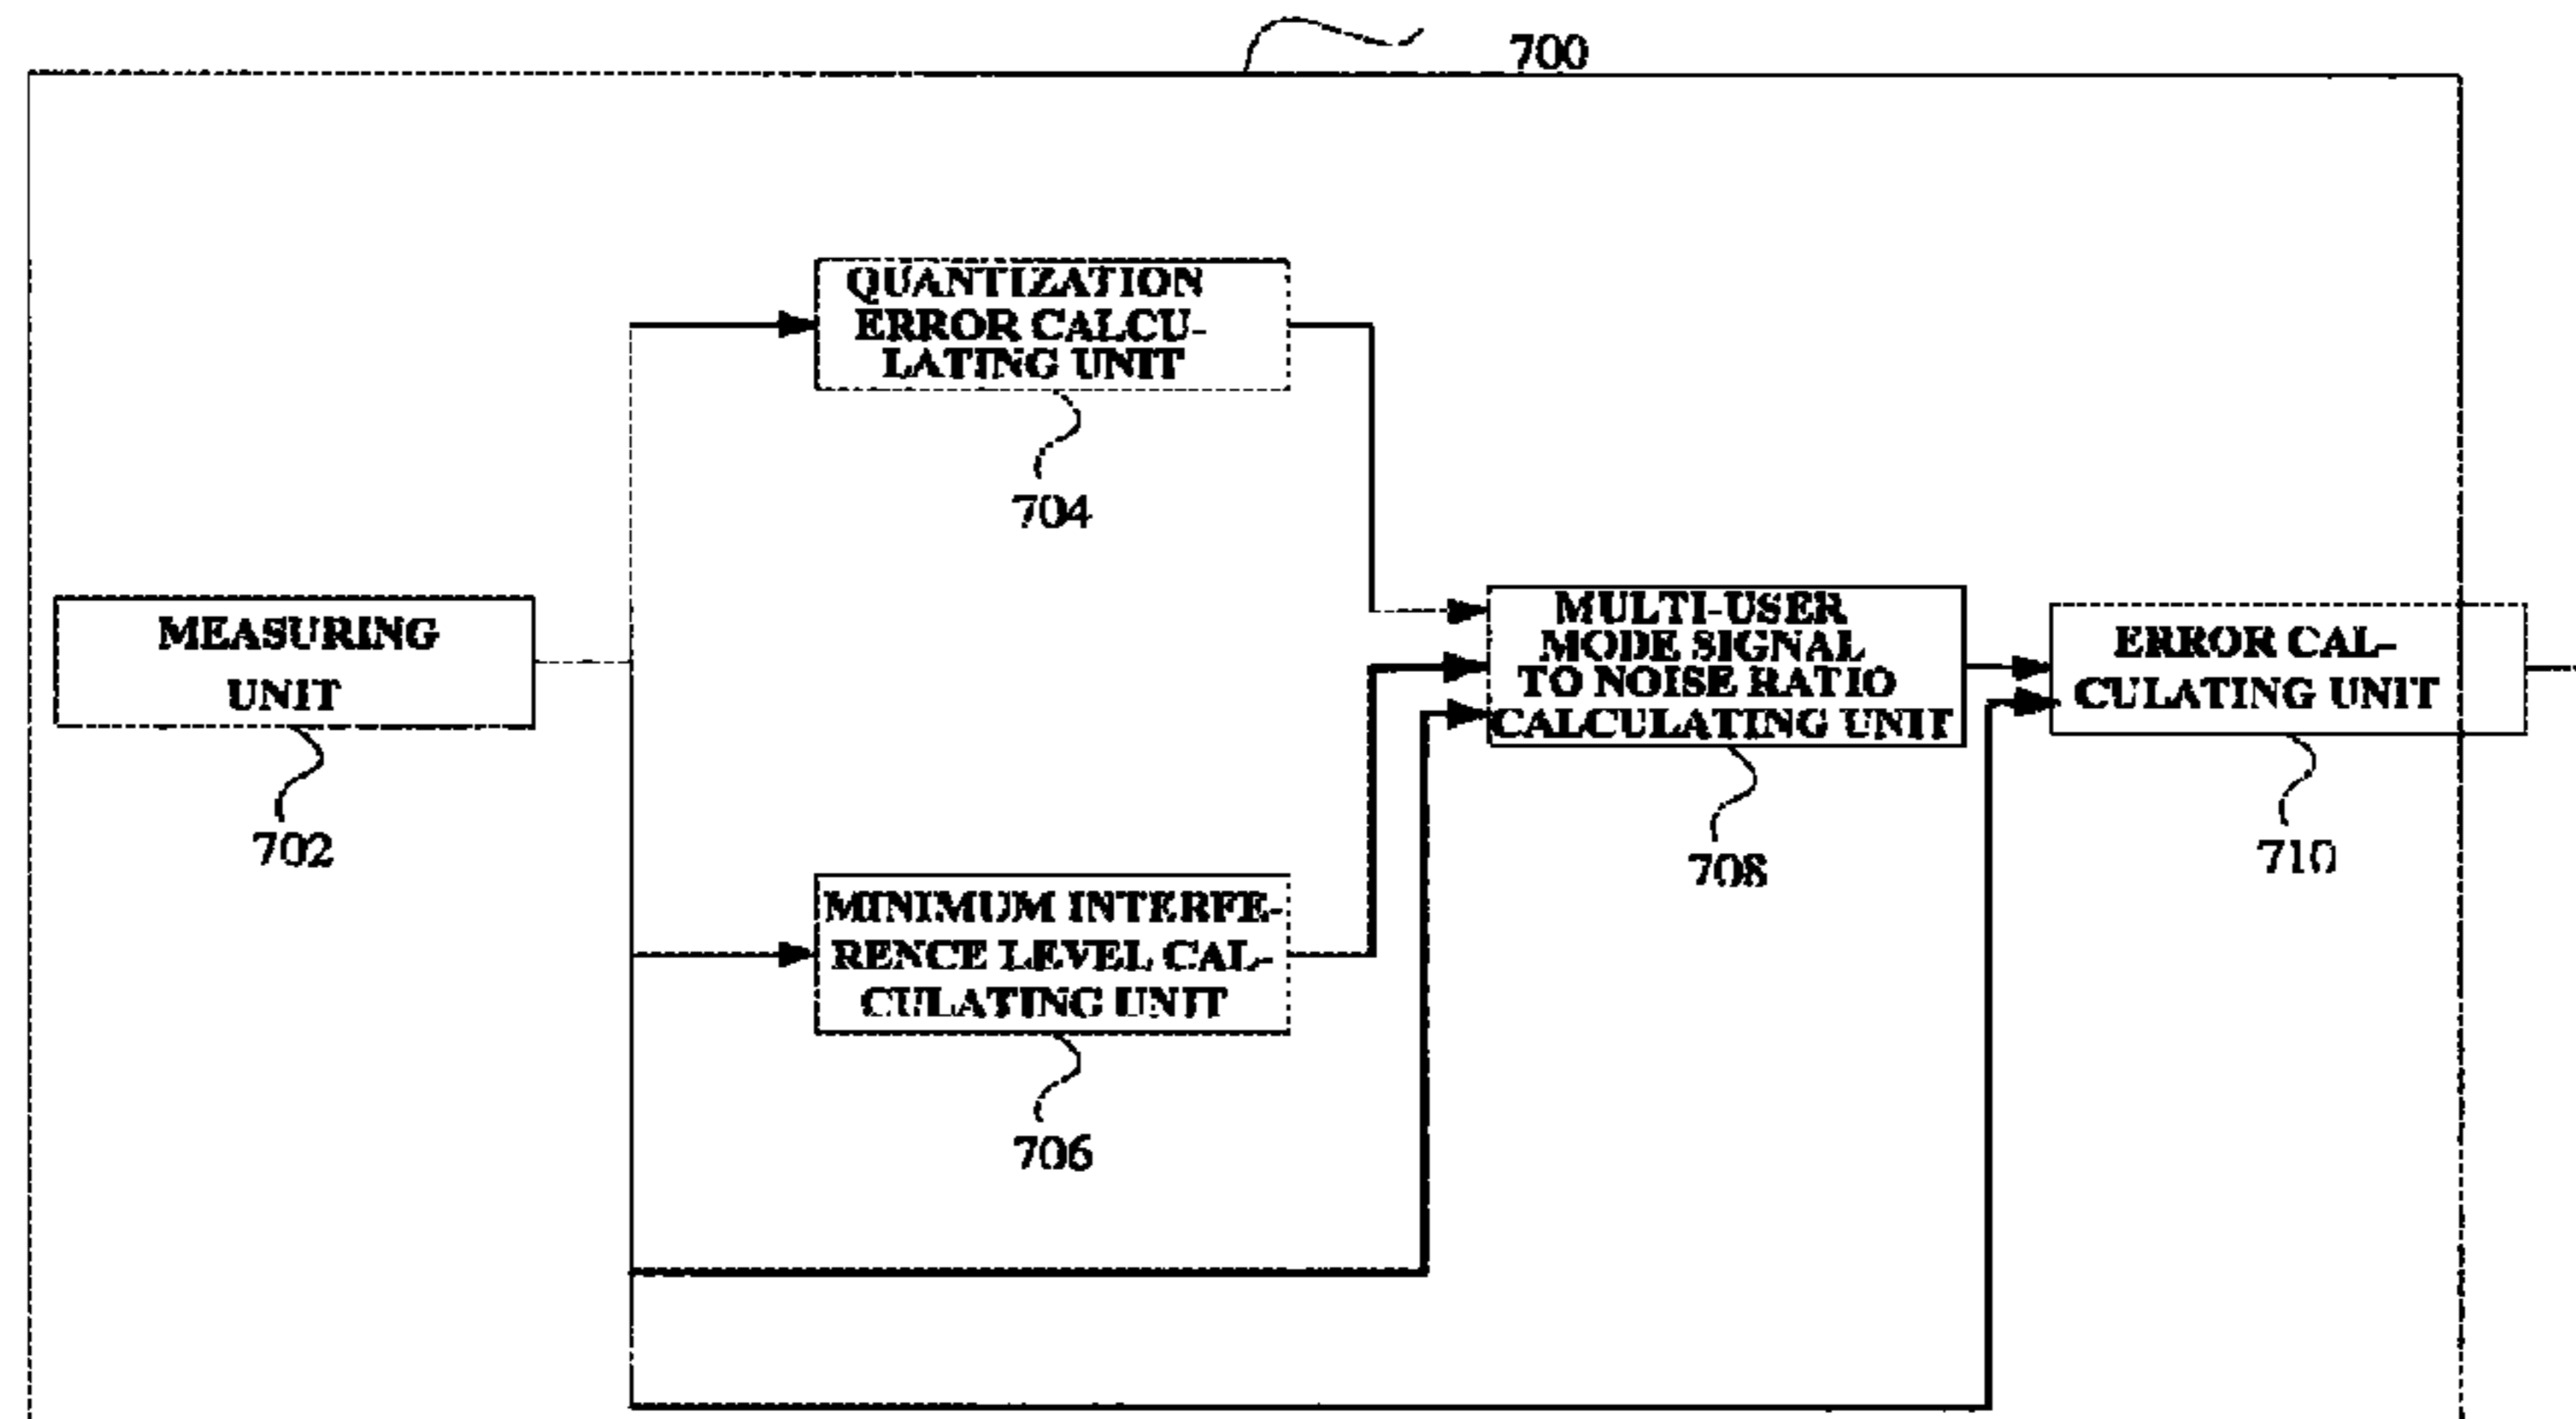 700
QUANTIZATION
ERROR CALCU-
LATING UNIT
704
MEASURING
UNIT
702
MULTI-USER
MODE SIGNAL
TO NOISE RATIO
CALCULATING UNIT
708
ERROR CAL-
CULATING UNIT
710
MINIMUM INTERFE-
RENCE LEVEL CAL-
CULATING UNIT
706